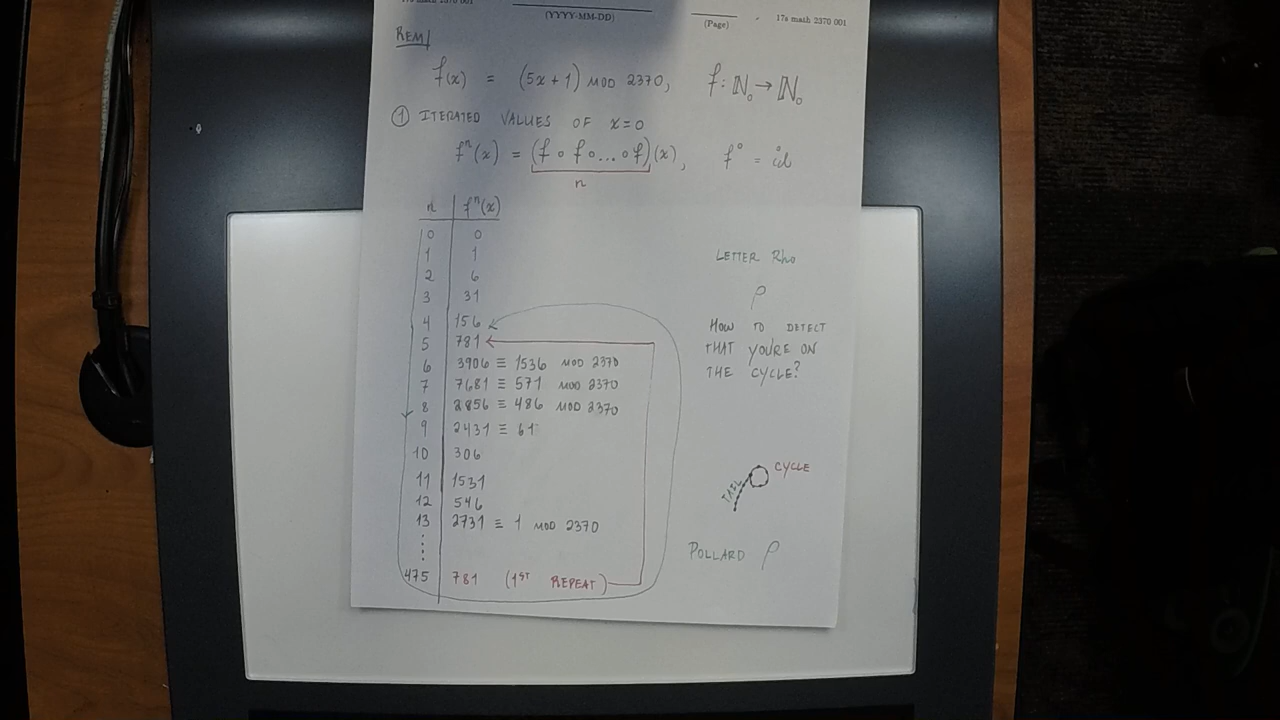 17s math 2370 001 (YYYY-MM-DD) (Page) , 17s math 2370 001
REM/
f(x) = (5x+1) MOD 2370, f: ℕ₀ → ℕ₀
① ITERATED VALUES OF x=0
fⁿ(x) = (f ∘ f ∘ ... ∘ f)(x), f⁰ = id
n
n fⁿ(x)
0 0
1 1
2 6
3 31
4 156
5 781
6 3906 ≡ 1536 MOD 2370
7 7681 ≡ 571 MOD 2370
8 2856 ≡ 486 MOD 2370
9 2431 ≡ 61
10 306
11 1531
12 546
13 2731 ≡ 1 MOD 2370
⋮
475 781 (1ST REPEAT)
LETTER Rho
ρ
HOW TO DETECT
THAT YOU'RE ON
THE CYCLE?
CYCLE
TAIL
POLLARD ρ